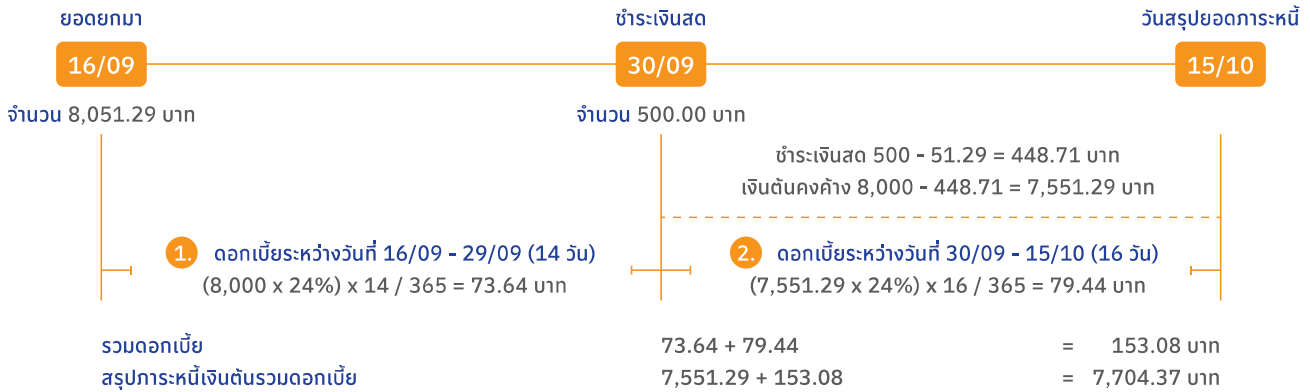 ยอดยกมา ชำระเงินสด วันสรุปยอดภาระหนี้
16/09 30/09 15/10
จำนวน 8,051.29 บาท จำนวน 500.00 บาท
ชำระเงินสด 500 - 51.29 = 448.71 บาท
เงินต้นคงค้าง 8,000 - 448.71 = 7,551.29 บาท
1. ดอกเบี้ยระหว่างวันที่ 16/09 - 29/09 (14 วัน)
(8,000 x 24%) x 14 / 365 = 73.64 บาท
2. ดอกเบี้ยระหว่างวันที่ 30/09 - 15/10 (16 วัน)
(7,551.29 x 24%) x 16 / 365 = 79.44 บาท
รวมดอกเบี้ย 73.64 + 79.44 = 153.08 บาท
สรุปภาระหนี้เงินต้นรวมดอกเบี้ย 7,551.29 + 153.08 = 7,704.37 บาท